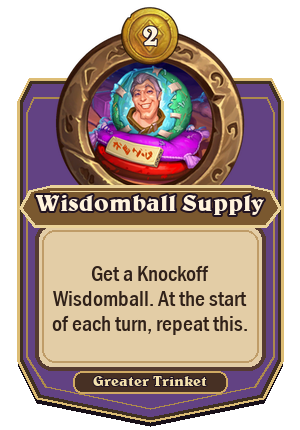 2
Wisdomball Supply
Get a Knockoff
Wisdomball. At the start
of each turn, repeat this.
Greater Trinket